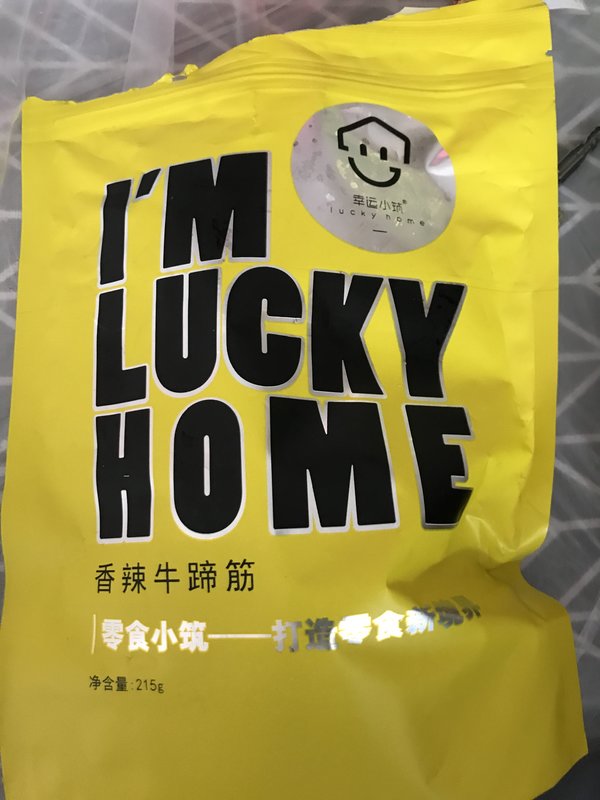 幸运小筑®
lucky home
I'M
LUCKY
HOME
香辣牛蹄筋
零食小筑——打造零食新境界
净含量:215g